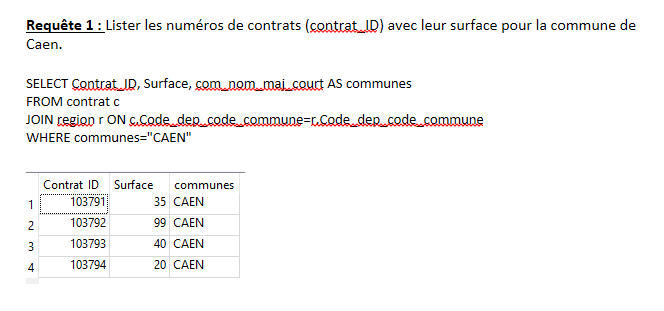 Requête 1 : Lister les numéros de contrats (contrat_ID) avec leur surface pour la commune de
Caen.
SELECT Contrat_ID, Surface, com_nom_maj_court AS communes
FROM contrat c
JOIN region r ON c.Code_dep_code_commune=r.Code_dep_code_commune
WHERE communes="CAEN"
Contrat ID Surface communes
1 103791 35 CAEN
2 103792 99 CAEN
3 103793 40 CAEN
4 103794 20 CAEN